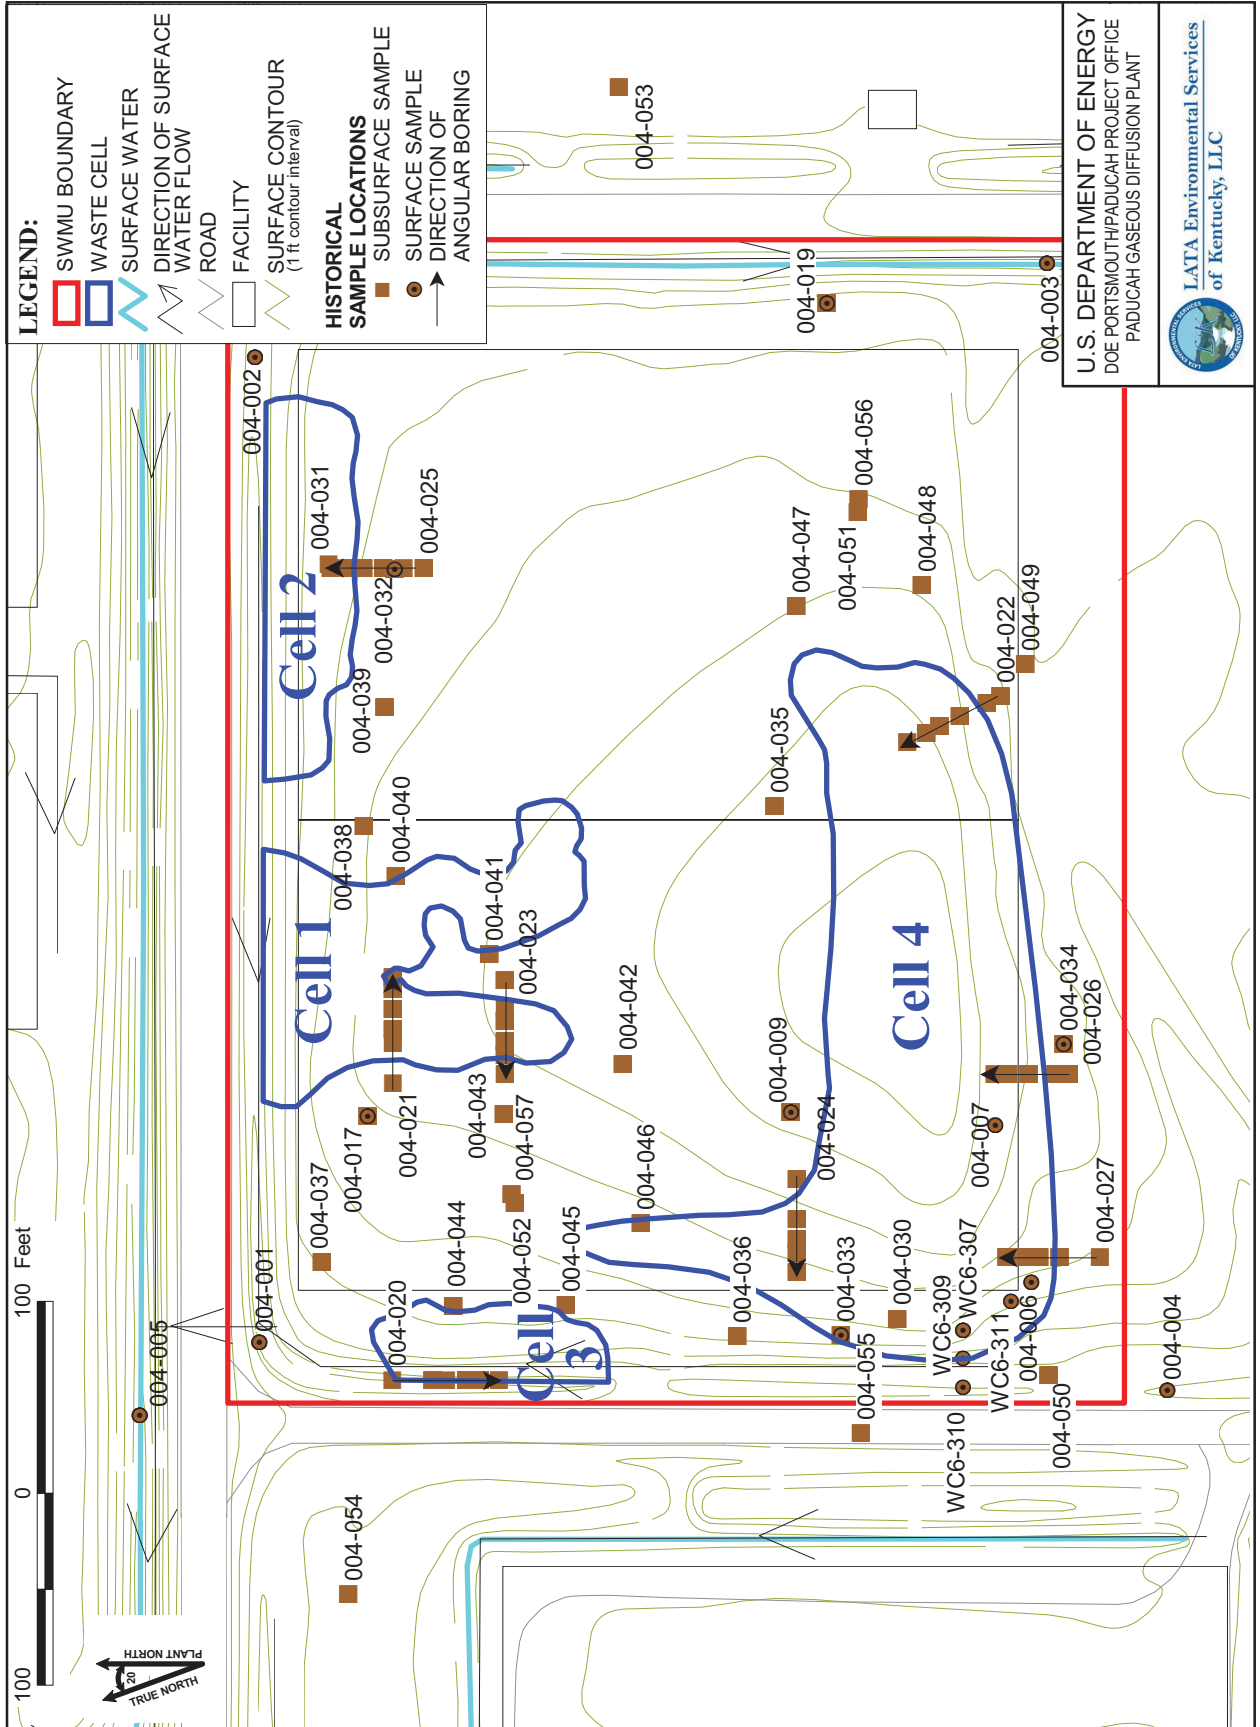 LEGEND:
SWMU BOUNDARY
WASTE CELL
SURFACE WATER
DIRECTION OF SURFACE
WATER FLOW
ROAD
FACILITY
SURFACE CONTOUR
(1 ft contour interval)
HISTORICAL
SAMPLE LOCATIONS
SUBSURFACE SAMPLE
SURFACE SAMPLE
DIRECTION OF
ANGULAR BORING
U.S. DEPARTMENT OF ENERGY
DOE PORTSMOUTH/PADUCAH PROJECT OFFICE
PADUCAH GASEOUS DIFFUSION PLANT
LATA Environmental Services
of Kentucky, LLC
LATA ENVIRONMENTAL SERVICES
OF KENTUCKY, LLC
100
0
100 Feet
PLANT NORTH
20
TRUE NORTH
Cell 1
Cell 2
Cell
3
Cell 4
004-005
004-001
004-002
004-054
004-037
004-017
004-021
004-038
004-040
004-039
004-032
004-031
004-025
004-020
004-044
004-052
004-045
004-043
004-057
004-041
004-023
004-042
004-046
004-053
004-019
004-003
004-036
004-033
004-030
004-055
004-009
004-024
004-035
004-047
004-051
004-056
004-048
004-022
004-049
WC6-310
WC6-309
WC6-307
WC6-311
004-006
004-050
004-007
004-027
004-034
004-026
004-004